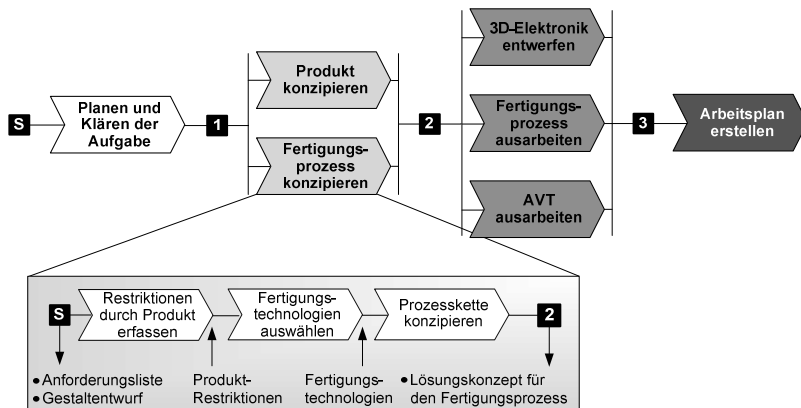 S
Planen und
Klären der
Aufgabe
1
Produkt
konzipieren
Fertigungs-
prozess
konzipieren
2
3D-Elektronik
entwerfen
Fertigungs-
prozess
ausarbeiten
AVT
ausarbeiten
3
Arbeitsplan
erstellen
S
Restriktionen
durch Produkt
erfassen
Fertigungs-
technologien
auswählen
Prozesskette
konzipieren
2
• Anforderungsliste
• Gestaltentwurf
Produkt-
Restriktionen
Fertigungs-
technologien
• Lösungskonzept für
den Fertigungsprozess